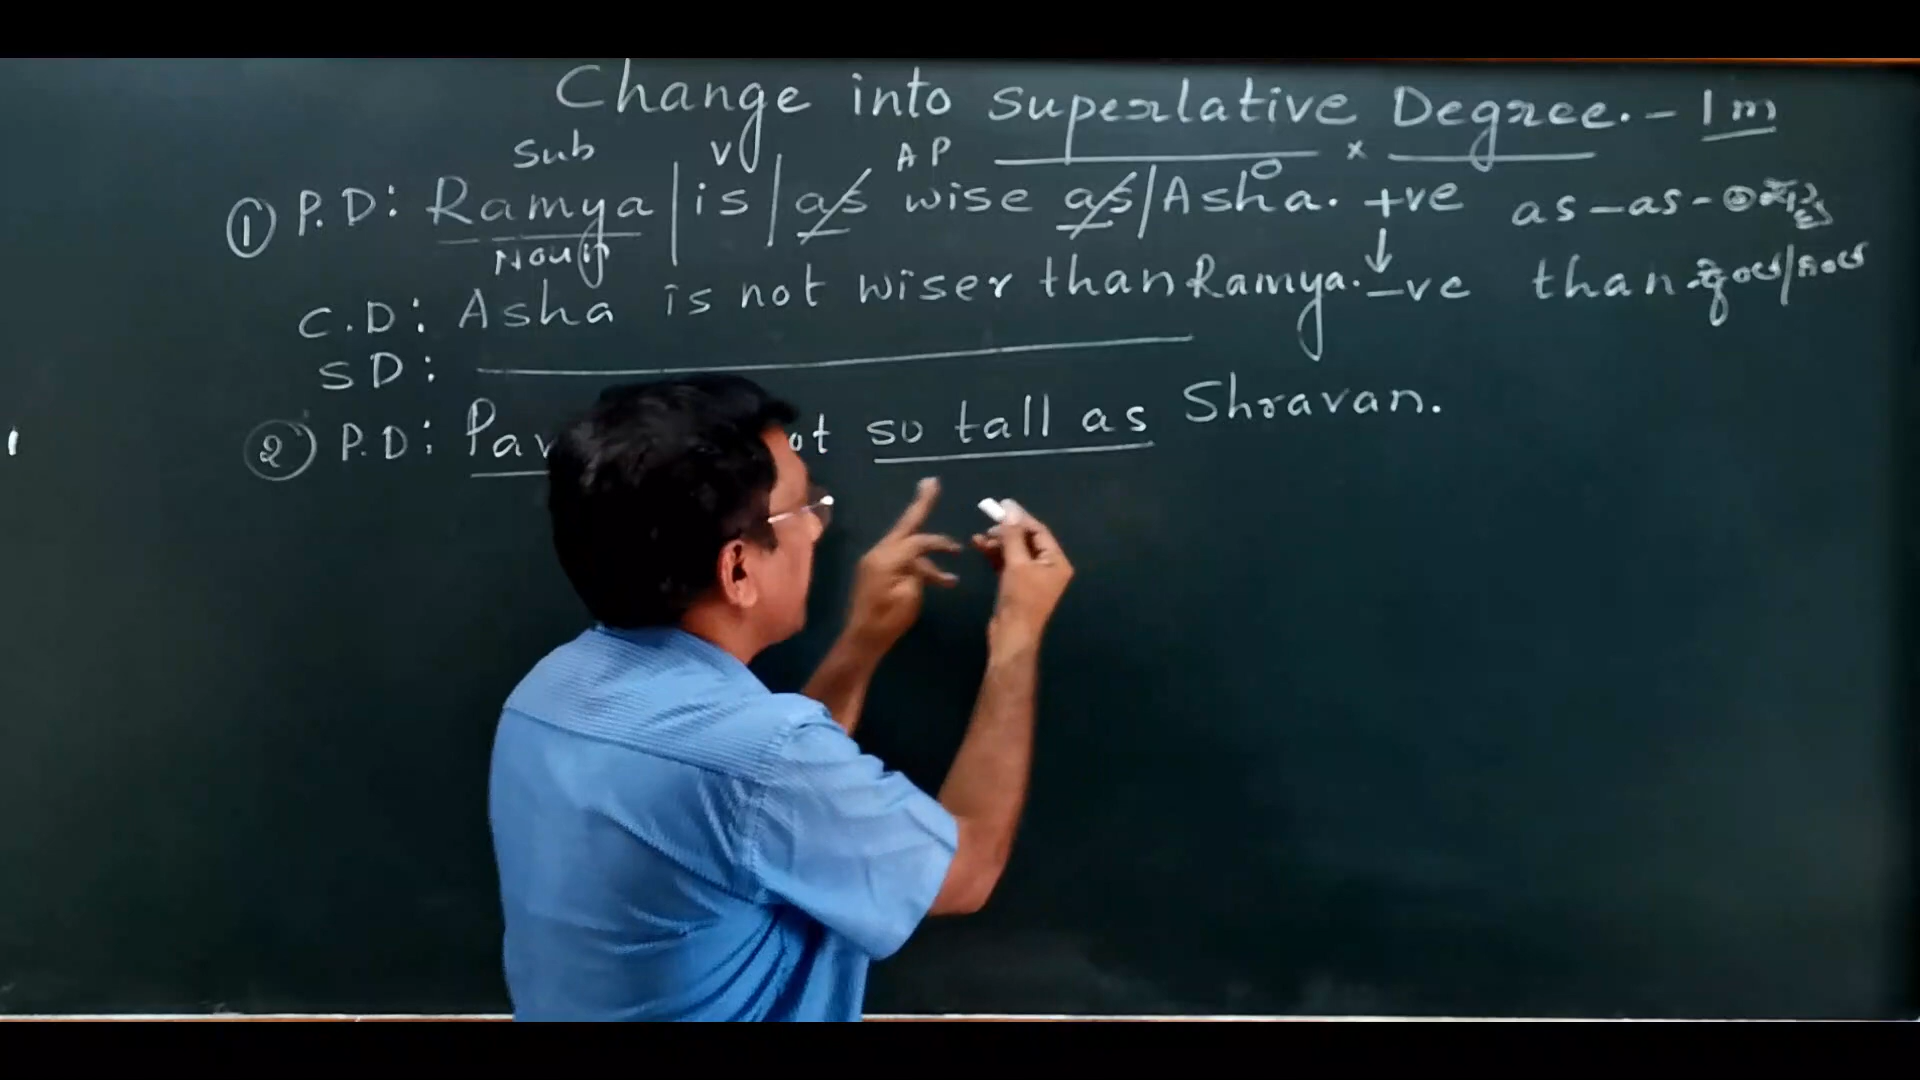 Change into Superlative Degree. - 1m
Sub V AP O ×
① P.D: Ramya | is | as wise as | Asha. +ve as - as -
Noun ↓
C.D: Asha is not wiser than Ramya. -ve than -
SD:
② P.D: Pav ot so tall as Shravan.